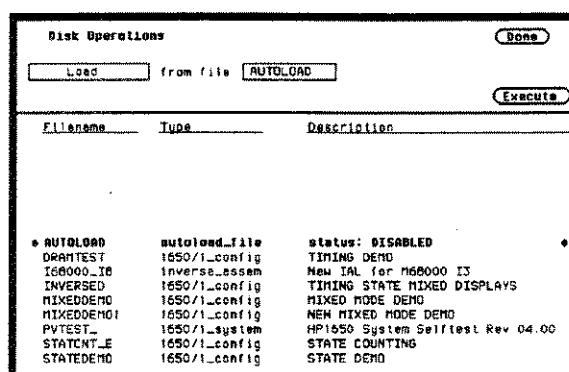 Disk Operations Done
Load from file AUTOLOAD
Execute
Filename Type Description
AUTOLOAD autoload_file status: DISABLED
DRAMTEST 1650/1_config TIMING DEMO
I68000_I8 inverse_assem New IAL for M68000 I3
INVERSED 1650/1_config TIMING STATE MIXED DISPLAYS
MIXEDDEMO 1650/1_config MIXED MODE DEMO
MIXEDDEMO1 1650/1_config NEW MIXED MODE DEMO
PVTEST_ 1650/1_system HP1650 System Selftest Rev 04.00
STATCNT_E 1650/1_config STATE COUNTING
STATEDEMO 1650/1_config STATE DEMO